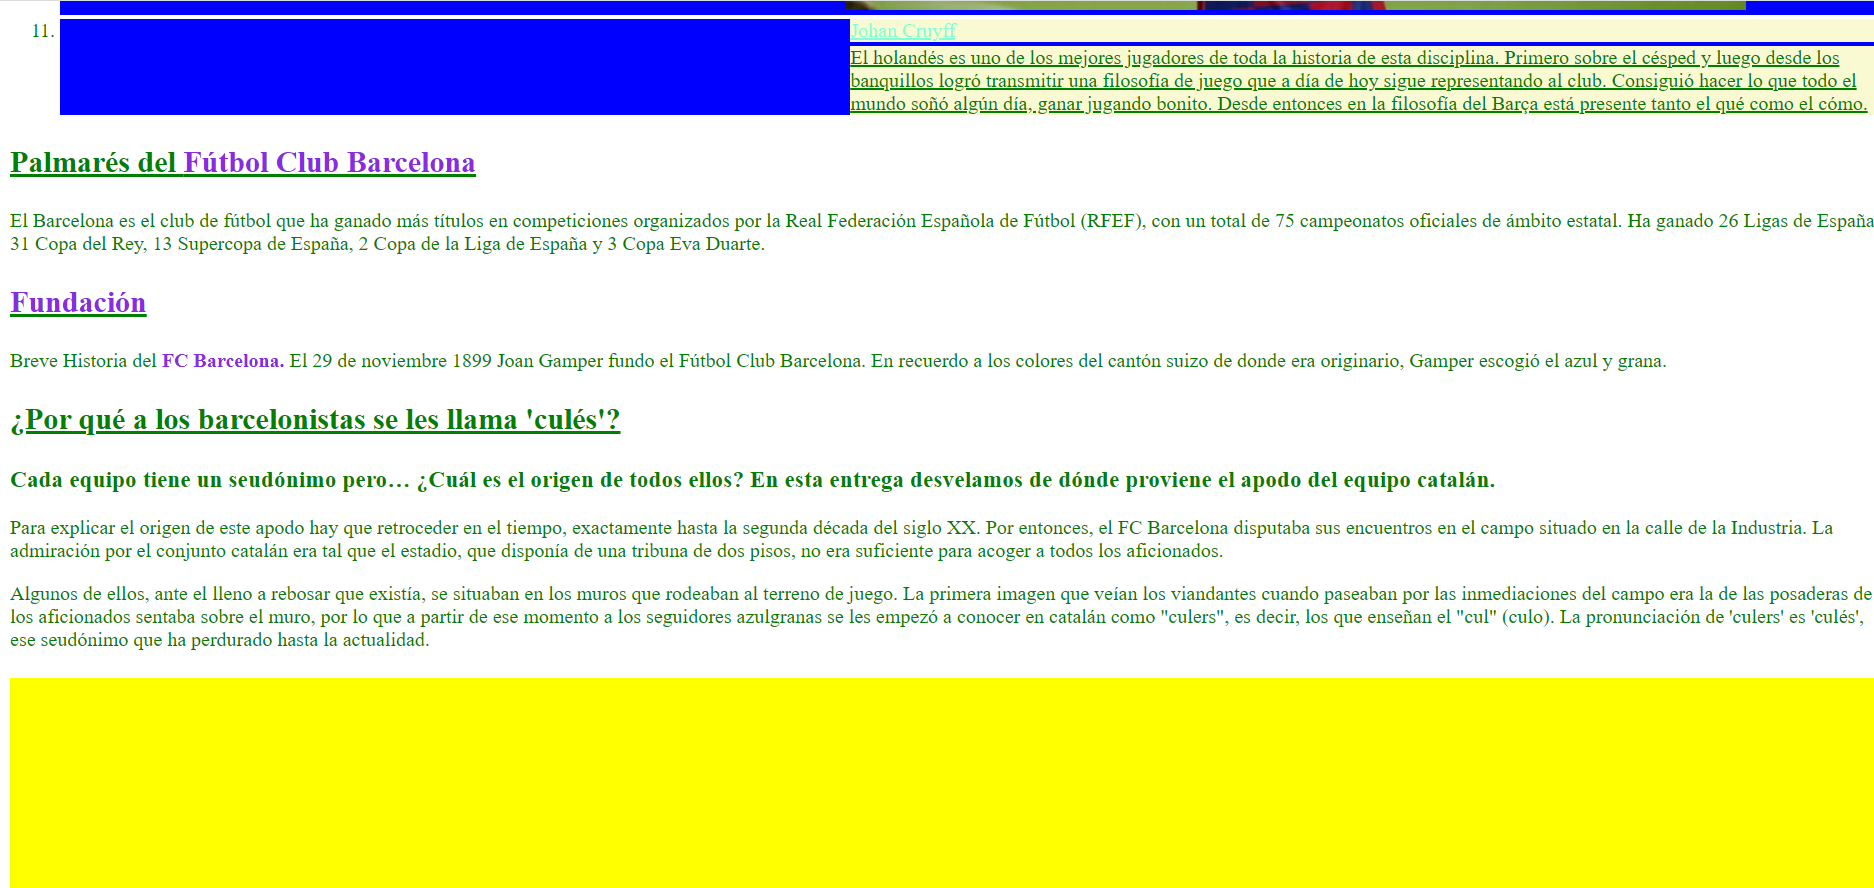 11. Johan Cruyff
El holandés es uno de los mejores jugadores de toda la historia de esta disciplina. Primero sobre el césped y luego desde los
banquillos logró transmitir una filosofía de juego que a día de hoy sigue representando al club. Consiguió hacer lo que todo el
mundo soñó algún día, ganar jugando bonito. Desde entonces en la filosofía del Barça está presente tanto el qué como el cómo.
Palmarés del Fútbol Club Barcelona
El Barcelona es el club de fútbol que ha ganado más títulos en competiciones organizados por la Real Federación Española de Fútbol (RFEF), con un total de 75 campeonatos oficiales de ámbito estatal. Ha ganado 26 Ligas de España
31 Copa del Rey, 13 Supercopa de España, 2 Copa de la Liga de España y 3 Copa Eva Duarte.
Fundación
Breve Historia del FC Barcelona. El 29 de noviembre 1899 Joan Gamper fundo el Fútbol Club Barcelona. En recuerdo a los colores del cantón suizo de donde era originario, Gamper escogió el azul y grana.
¿Por qué a los barcelonistas se les llama 'culés'?
Cada equipo tiene un seudónimo pero… ¿Cuál es el origen de todos ellos? En esta entrega desvelamos de dónde proviene el apodo del equipo catalán.
Para explicar el origen de este apodo hay que retroceder en el tiempo, exactamente hasta la segunda década del siglo XX. Por entonces, el FC Barcelona disputaba sus encuentros en el campo situado en la calle de la Industria. La
admiración por el conjunto catalán era tal que el estadio, que disponía de una tribuna de dos pisos, no era suficiente para acoger a todos los aficionados.
Algunos de ellos, ante el lleno a rebosar que existía, se situaban en los muros que rodeaban al terreno de juego. La primera imagen que veían los viandantes cuando paseaban por las inmediaciones del campo era la de las posaderas de
los aficionados sentaba sobre el muro, por lo que a partir de ese momento a los seguidores azulgranas se les empezó a conocer en catalán como "culers", es decir, los que enseñan el "cul" (culo). La pronunciación de 'culers' es 'culés',
ese seudónimo que ha perdurado hasta la actualidad.